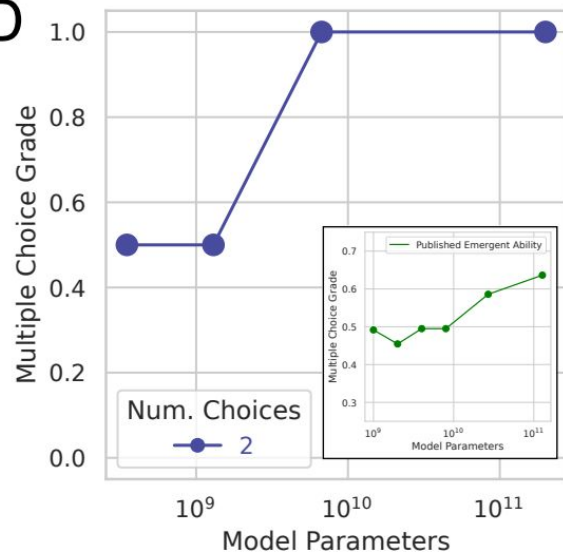 D
Multiple Choice Grade
1.0
0.8
0.6
0.4
0.2
0.0
Num. Choices
2
10⁹
10¹⁰
10¹¹
Model Parameters
Published Emergent Ability
Multiple Choice Grade
0.7
0.6
0.5
0.4
0.3
10⁹
10¹⁰
10¹¹
Model Parameters